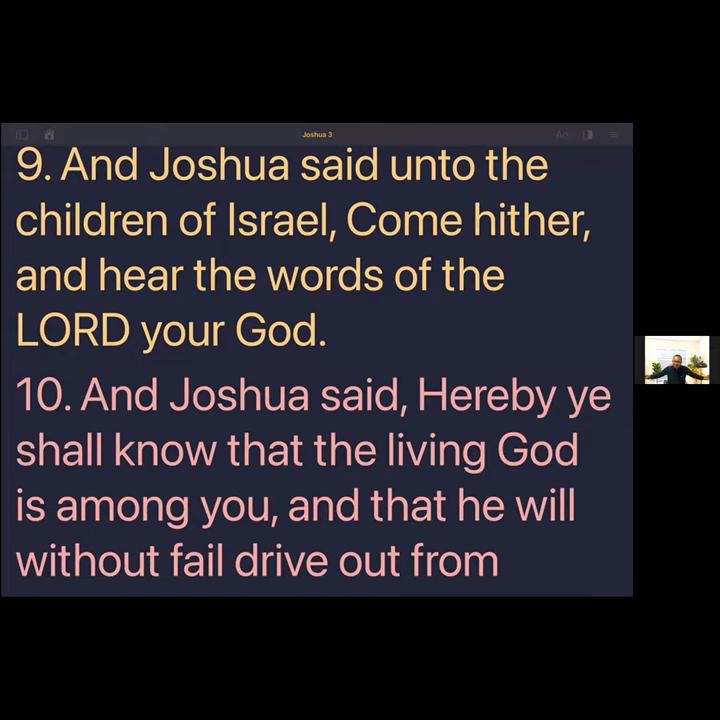 Joshua 3
Aa
9. And Joshua said unto the
children of Israel, Come hither,
and hear the words of the
LORD your God.
10. And Joshua said, Hereby ye
shall know that the living God
is among you, and that he will
without fail drive out from